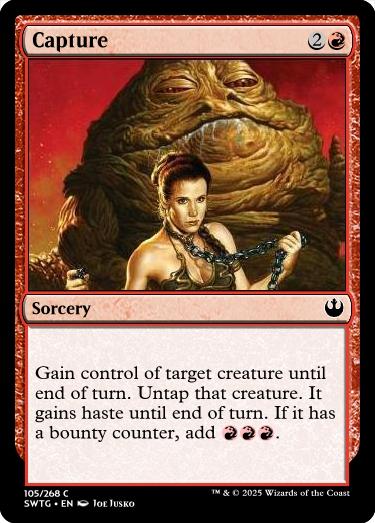 Capture 2
Sorcery
Gain control of target creature until
end of turn. Untap that creature. It
gains haste until end of turn. If it has
a bounty counter, add
105/268 C
SWTG • EN Joe Jusko
™ & © 2025 Wizards of the Coast